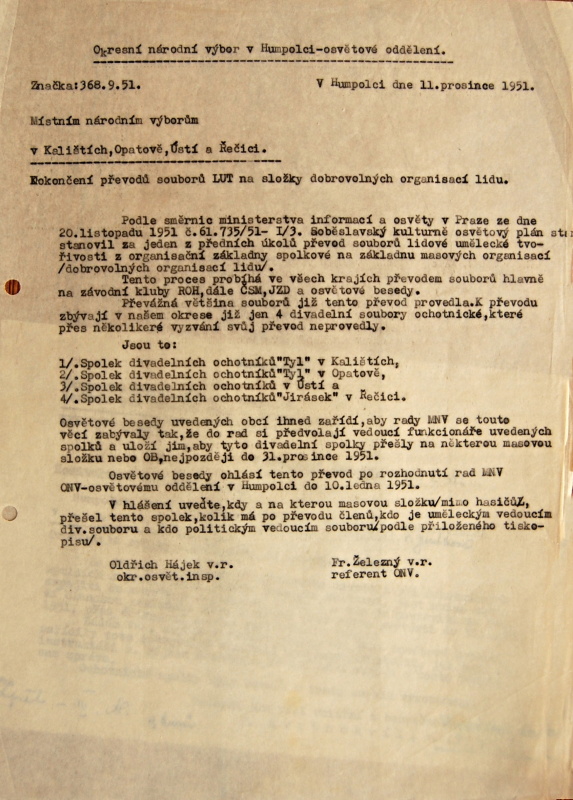 Okresní národní výbor v Humpolci-osvětové oddělení.
Značka:368.9.51.
V Humpolci dne 11.prosince 1951.
Místním národním výborům
v Kalištích,Opatově,Ústí a Řečici.
Dokončení převodů souborů LUT na složky dobrovolných organisací lidu.
Podle směrnic ministerstva informací a osvěty v Praze ze dne
20.listopadu 1951 č.61.735/51- I/3. Soběslavský kulturně osvětový plán sta
stanovil za jeden z předních úkolů převod souborů lidové umělecké tvo-
řivosti z organisační základny spolkové na základnu masových organisací
/dobrovolných organisací lidu/.
Tento proces probíhá ve všech krajích převodem souborů hlavně
na závodní kluby ROH,dále ČSM,JZD a osvětové besedy.
Převážná většina souborů již tento převod provedla.K převodu
zbývají v našem okrese již jen 4 divadelní soubory ochotnické,které
přes několikeré vyzvání svůj převod neprovedly.
Jsou to:
1/.Spolek divadelních ochotníků"Tyl" v Kalištích,
2/.Spolek divadelních ochotníků"Tyl" v Opatově,
3/.Spolek divadelních ochotníků v Ústí a
4/.Spolek divadelních ochotníků"Jirásek" v Řečici.
Osvětové besedy uvedených obcí ihned zařídí,aby rady MNV se touto
věcí zabývaly tak,že do rad si předvolají vedoucí funkcionáře uvedených
spolků a uloží jim,aby tyto divadelní spolky přešly na některou masovou
složku nebo OB,nejpozději do 31.prosince 1951.
Osvětové besedy ohlásí tento převod po rozhodnutí rad MNV
ONV-osvětovému oddělení v Humpolci do 10.ledna 1951.
V hlášení uveďte,kdy a na kterou masovou složku/mimo hasičů/,
přešel tento spolek,kolik má po převodu členů,kdo je uměleckým vedoucím
div.souboru a kdo politickým vedoucím souboru/podle přiloženého tisko-
pisu/.
Oldřich Hájek v.r.
okr.osvět.insp.
Fr.Železný v.r.
referent ONV.